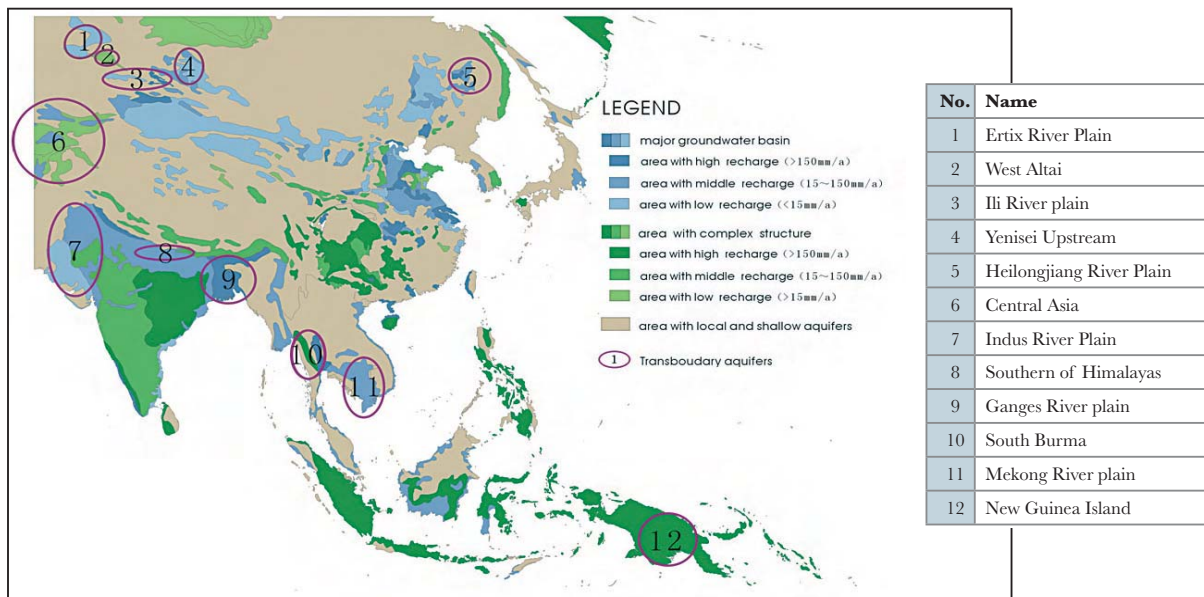 1
2
3
4
5
6
7
8
9
10
11
12
LEGEND
major groundwater basin
area with high recharge (>150mm/a)
area with middle recharge (15~150mm/a)
area with low recharge (<15mm/a)
area with complex structure
area with high recharge (>150mm/a)
area with middle recharge (15~150mm/a)
area with low recharge (>15mm/a)
area with local and shallow aquifers
1 Transboudary aquifers
No. Name
1 Ertix River Plain
2 West Altai
3 Ili River plain
4 Yenisei Upstream
5 Heilongjiang River Plain
6 Central Asia
7 Indus River Plain
8 Southern of Himalayas
9 Ganges River plain
10 South Burma
11 Mekong River plain
12 New Guinea Island